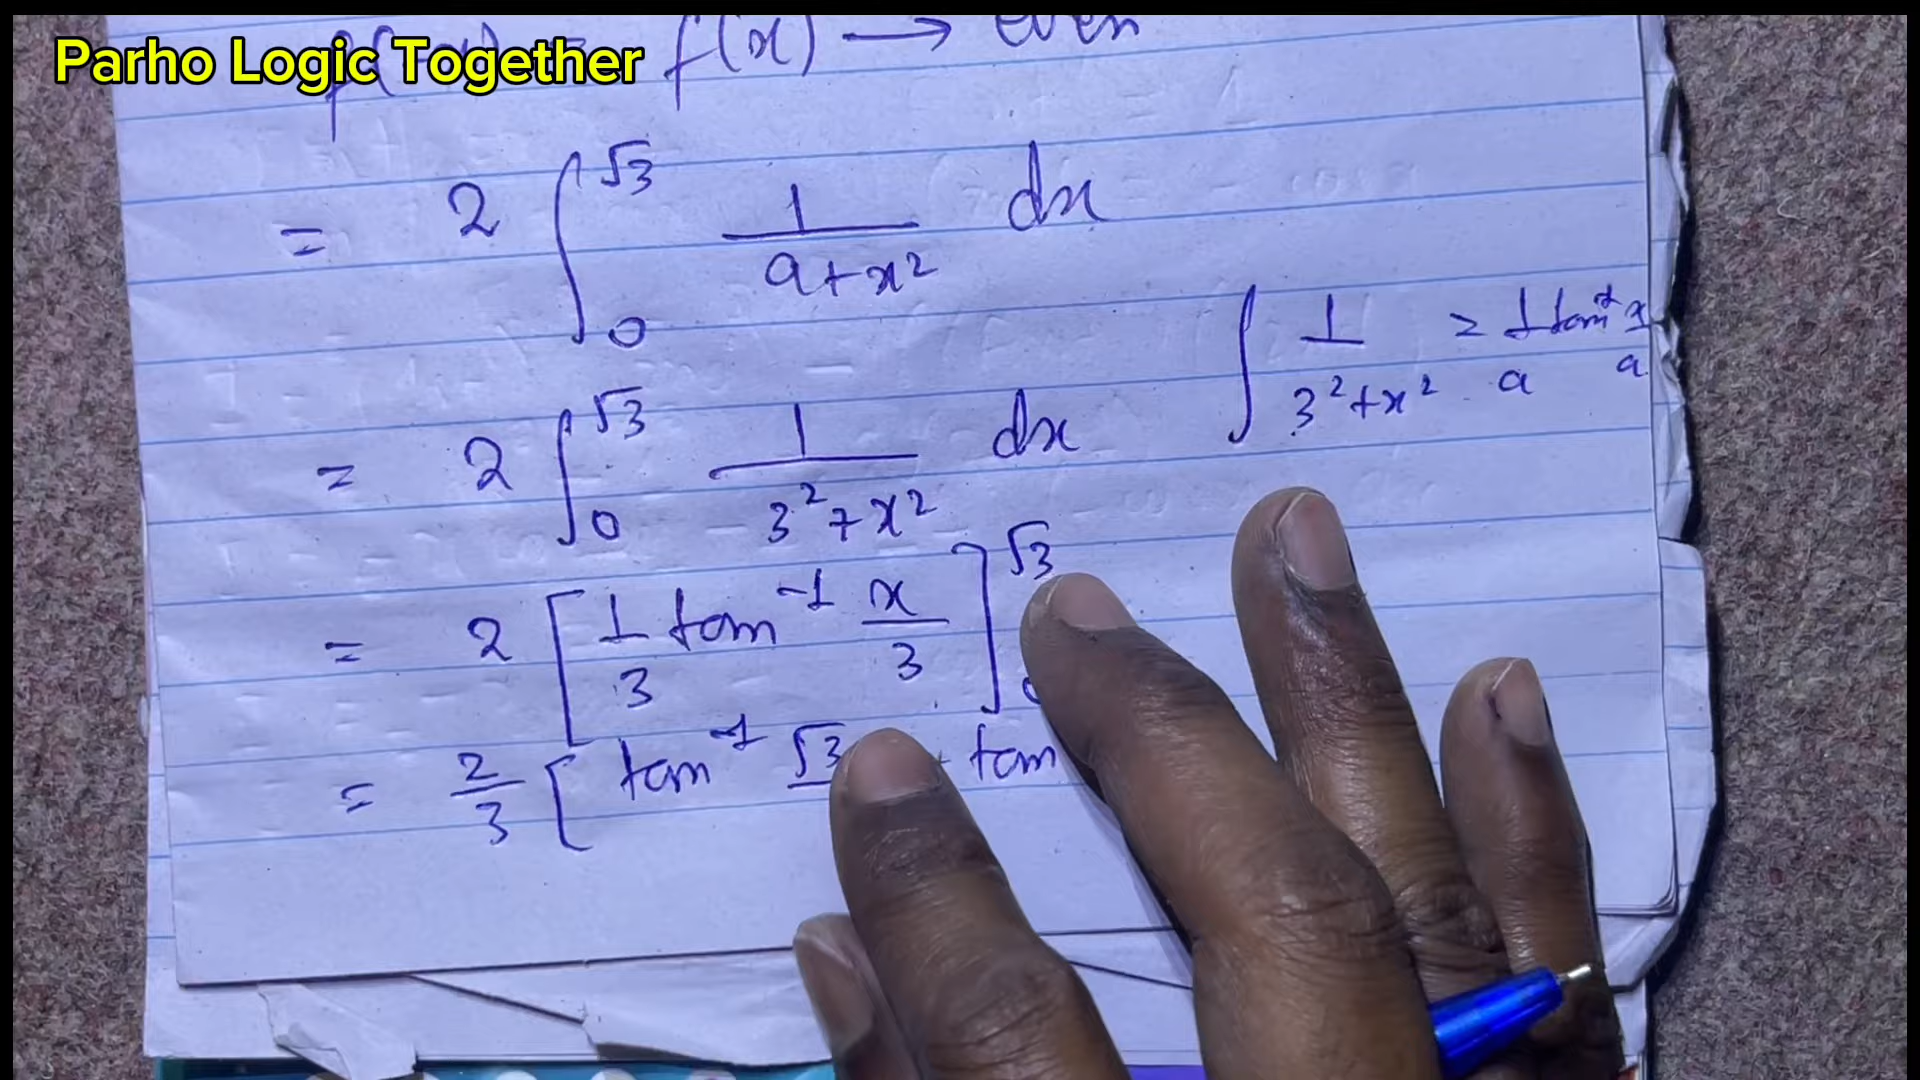 Parho Logic Together
f(x) → even
= 2 ∫₀^√3 1/(9+x²) dx
∫ 1/(3²+x²) = 1/a tan⁻¹ x/a
= 2 ∫₀^√3 1/(3²+x²) dx
= 2 [1/3 tan⁻¹ x/3]^√3
= 2/3 [tan⁻¹ √3 tan